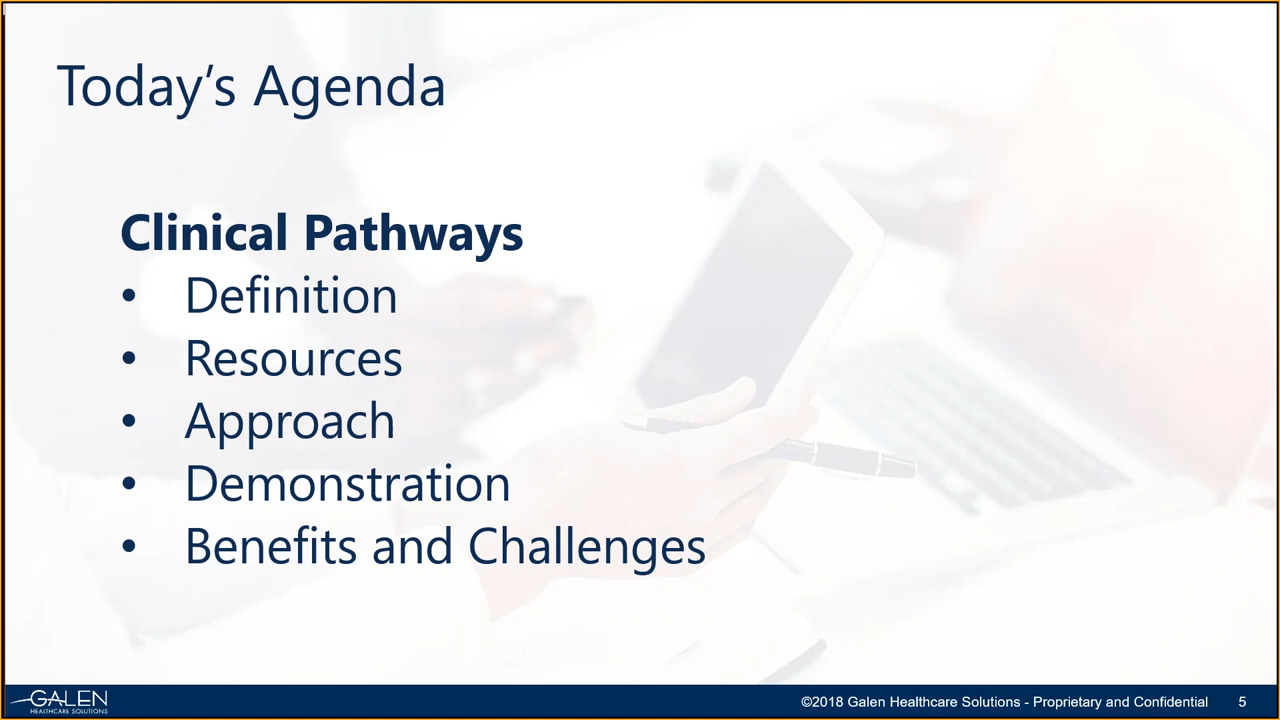 Today’s Agenda
Clinical Pathways
• Definition
• Resources
• Approach
• Demonstration
• Benefits and Challenges
GALEN
HEALTHCARE SOLUTIONS
©2018 Galen Healthcare Solutions - Proprietary and Confidential 5